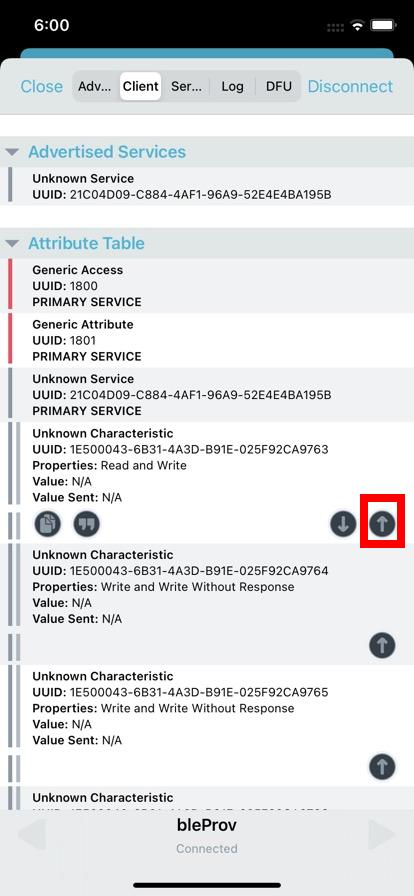 6:00
Close
Adv...
Client
Ser...
Log
DFU
Disconnect
Advertised Services
Unknown Service
UUID: 21C04D09-C884-4AF1-96A9-52E4E4BA195B
Attribute Table
Generic Access
UUID: 1800
PRIMARY SERVICE
Generic Attribute
UUID: 1801
PRIMARY SERVICE
Unknown Service
UUID: 21C04D09-C884-4AF1-96A9-52E4E4BA195B
PRIMARY SERVICE
Unknown Characteristic
UUID: 1E500043-6B31-4A3D-B91E-025F92CA9763
Properties: Read and Write
Value: N/A
Value Sent: N/A
Unknown Characteristic
UUID: 1E500043-6B31-4A3D-B91E-025F92CA9764
Properties: Write and Write Without Response
Value: N/A
Value Sent: N/A
Unknown Characteristic
UUID: 1E500043-6B31-4A3D-B91E-025F92CA9765
Properties: Write and Write Without Response
Value: N/A
Value Sent: N/A
Unknown Characteristic
bleProv
Connected